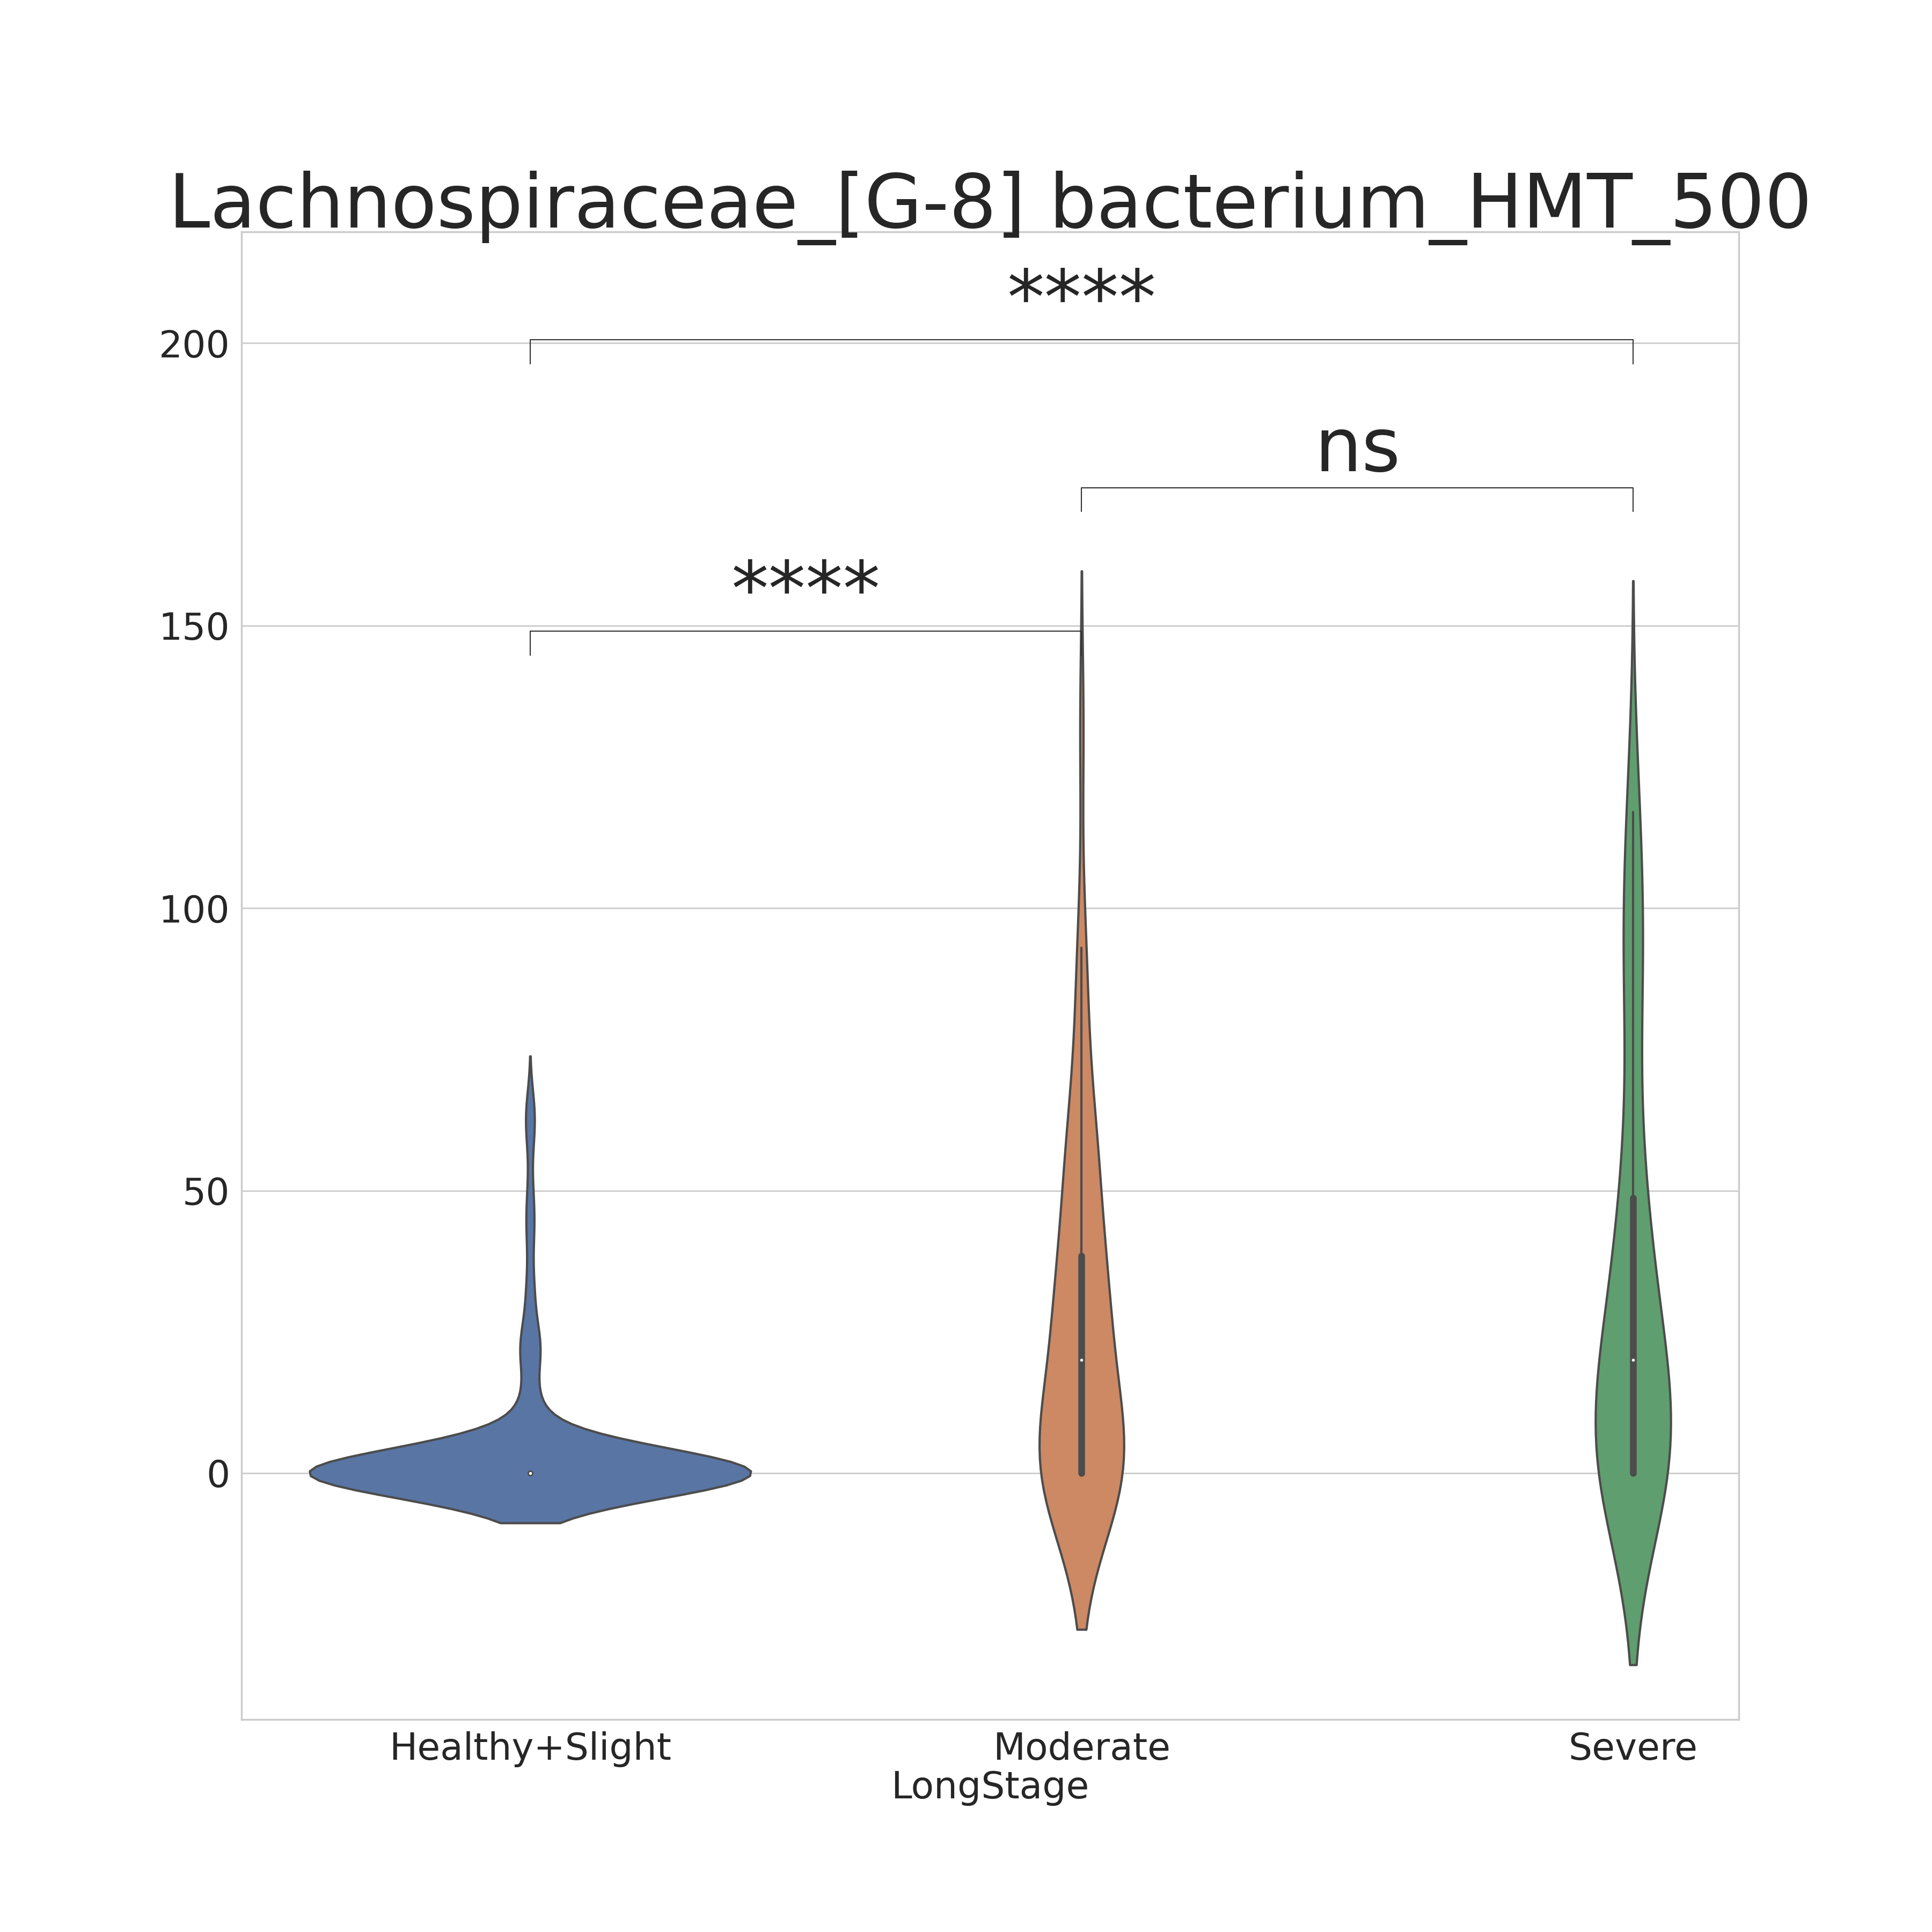 Lachnospiraceae_[G-8] bacterium_HMT_500
****
200
ns
****
150
100
50
0
Healthy+Slight Moderate Severe
LongStage